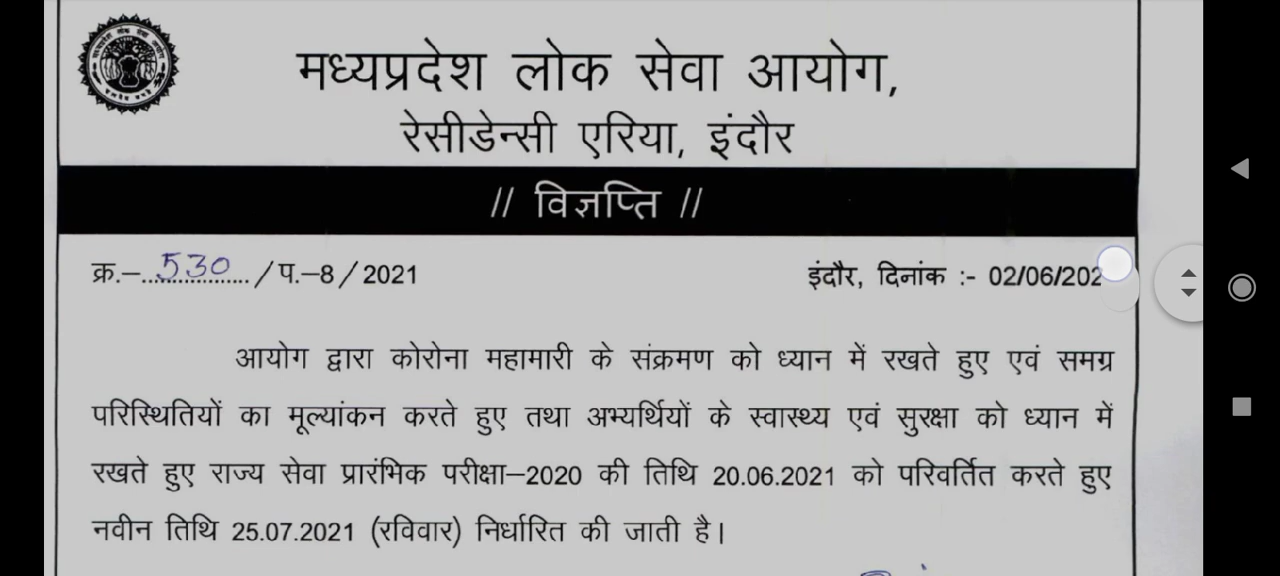 मध्यप्रदेश लोक सेवा आयोग,
रेसीडेन्सी एरिया, इंदौर
// विज्ञप्ति //
क्र.–...530.../प.–8/2021 इंदौर, दिनांक :- 02/06/202
आयोग द्वारा कोरोना महामारी के संक्रमण को ध्यान में रखते हुए एवं समग्र
परिस्थितियों का मूल्यांकन करते हुए तथा अभ्यर्थियों के स्वास्थ्य एवं सुरक्षा को ध्यान में
रखते हुए राज्य सेवा प्रारंभिक परीक्षा–2020 की तिथि 20.06.2021 को परिवर्तित करते हुए
नवीन तिथि 25.07.2021 (रविवार) निर्धारित की जाती है।